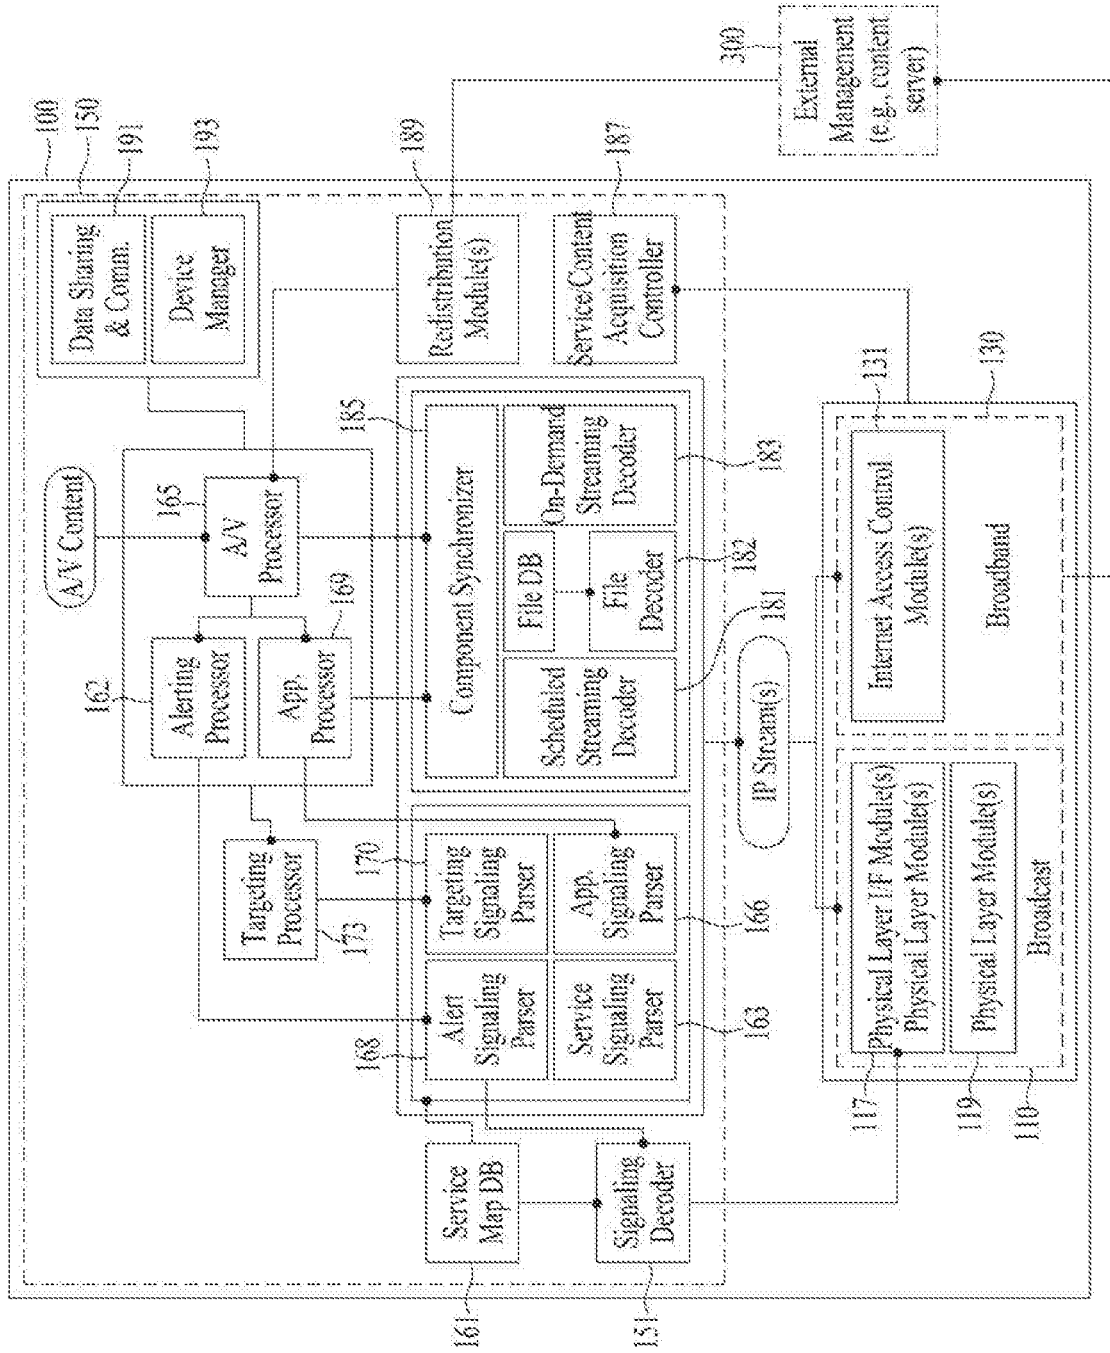 100
150
191
193
Data Sharing
& Comm.
Device
Manager
A/V Content
165
A/V
Processor
169
162
Alerting
Processor
App.
Processor
Targeting
Processor
173
189
Redistribution
Module(s)
187
Service/Content
Acquisition
Controller
300
External
Management
(e.g., content
server)
185
Component Synchronizer
On-Demand
Streaming
Decoder
183
File DB
File
Decoder
182
Scheduled
Streaming
Decoder
181
170
Targeting
Signaling
Parser
App.
Signaling
Parser
166
168
Alert
Signaling
Parser
Service
Signaling
Parser
163
Service
Map DB
161
Signaling
Decoder
151
IP Stream(s)
131
130
Internet Access Control
Module(s)
Broadband
Physical Layer I/F Module(s)
Physical Layer Module(s)
Physical Layer Module(s)
Broadcast
117
119
110